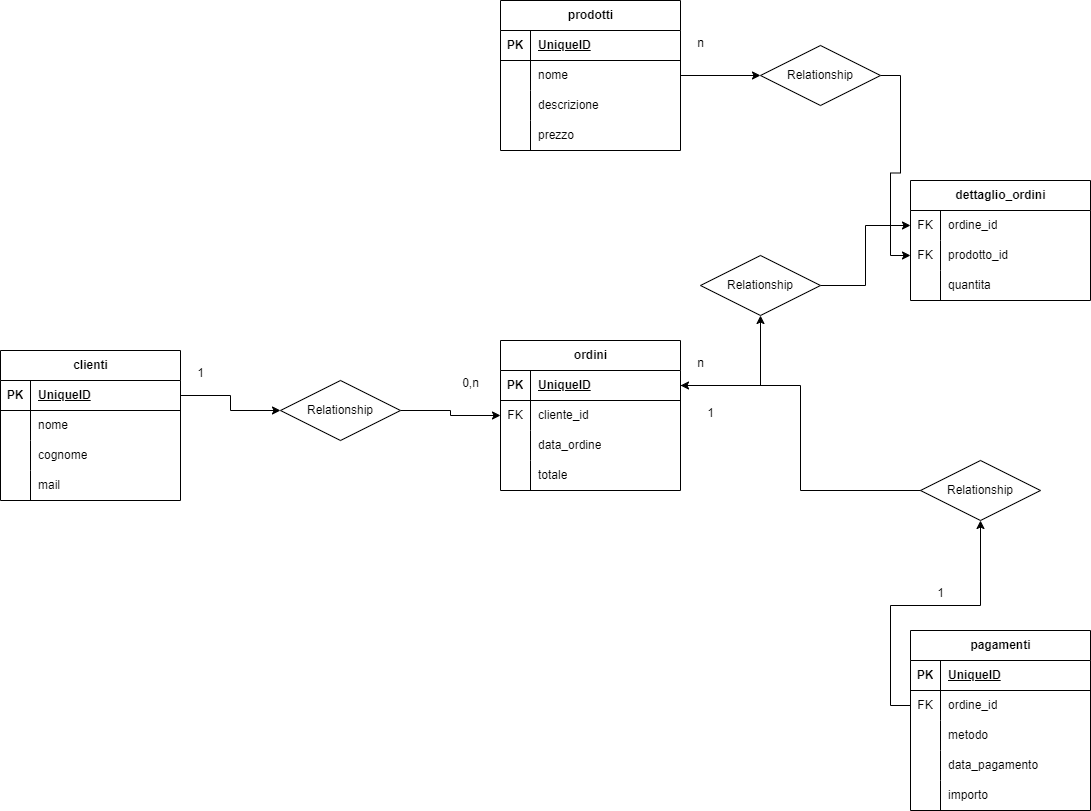 prodotti
PK UniqueID
nome
descrizione
prezzo
n
Relationship
dettaglio_ordini
FK ordine_id
FK prodotto_id
quantita
Relationship
clienti
PK UniqueID
nome
cognome
mail
1
Relationship
0,n
ordini
PK UniqueID
FK cliente_id
data_ordine
totale
n
1
Relationship
1
pagamenti
PK UniqueID
FK ordine_id
metodo
data_pagamento
importo